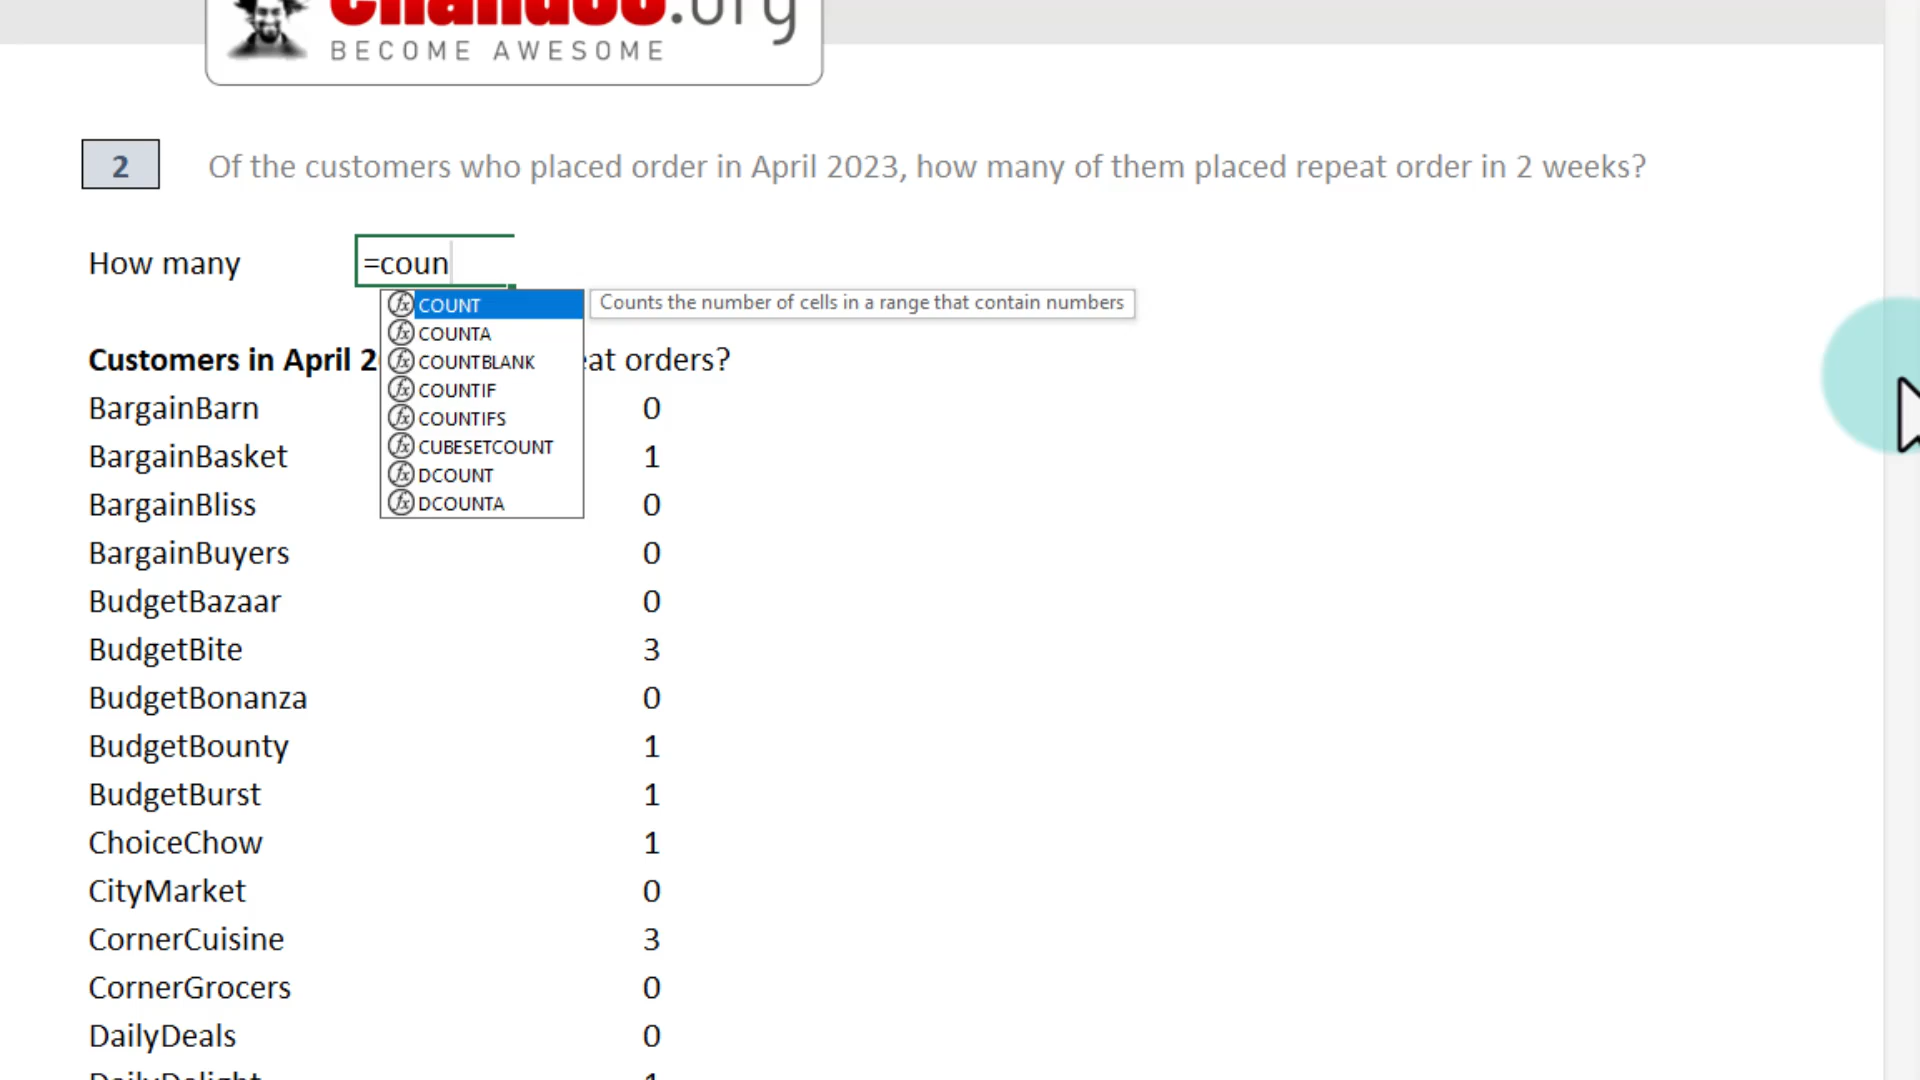 .org
BECOME AWESOME
2 Of the customers who placed order in April 2023, how many of them placed repeat order in 2 weeks?
How many =coun
COUNT Counts the number of cells in a range that contain numbers
COUNTA
Customers in April 2 eat orders?
COUNTBLANK
COUNTIF
BargainBarn 0
COUNTIFS
CUBESETCOUNT
BargainBasket 1
DCOUNT
DCOUNTA
BargainBliss 0
BargainBuyers 0
BudgetBazaar 0
BudgetBite 3
BudgetBonanza 0
BudgetBounty 1
BudgetBurst 1
ChoiceChow 1
CityMarket 0
CornerCuisine 3
CornerGrocers 0
DailyDeals 0